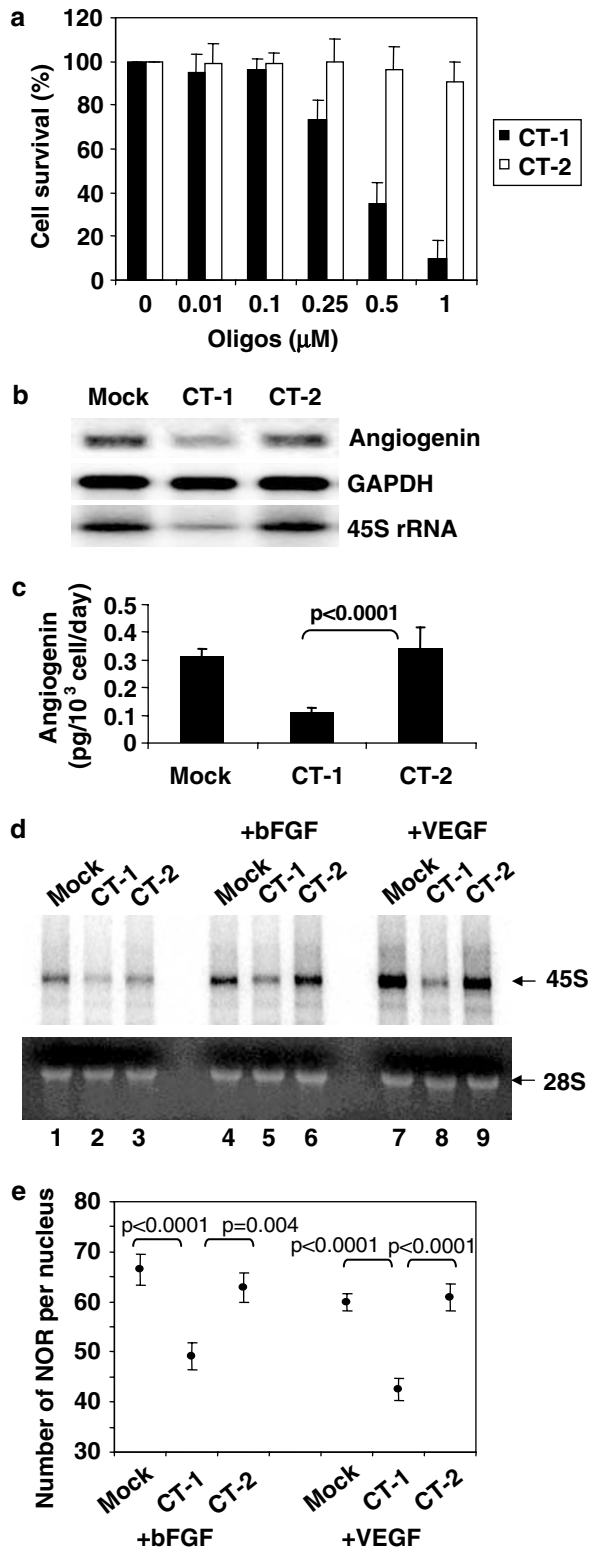 a
120
100
80
60
40
20
0
Cell survival (%)
0 0.01 0.1 0.25 0.5 1
Oligos (μM)
CT-1
CT-2
b
Mock CT-1 CT-2
Angiogenin
GAPDH
45S rRNA
c
Angiogenin
(pg/10³ cell/day)
0.5
0.4
0.3
0.2
0.1
0
p<0.0001
Mock CT-1 CT-2
d
+bFGF +VEGF
Mock CT-1 CT-2 Mock CT-1 CT-2 Mock CT-1 CT-2
45S
28S
1 2 3 4 5 6 7 8 9
e
Number of NOR per nucleus
80
70
60
50
40
30
p<0.0001 p=0.004 p<0.0001 p<0.0001
Mock CT-1 CT-2 Mock CT-1 CT-2
+bFGF +VEGF